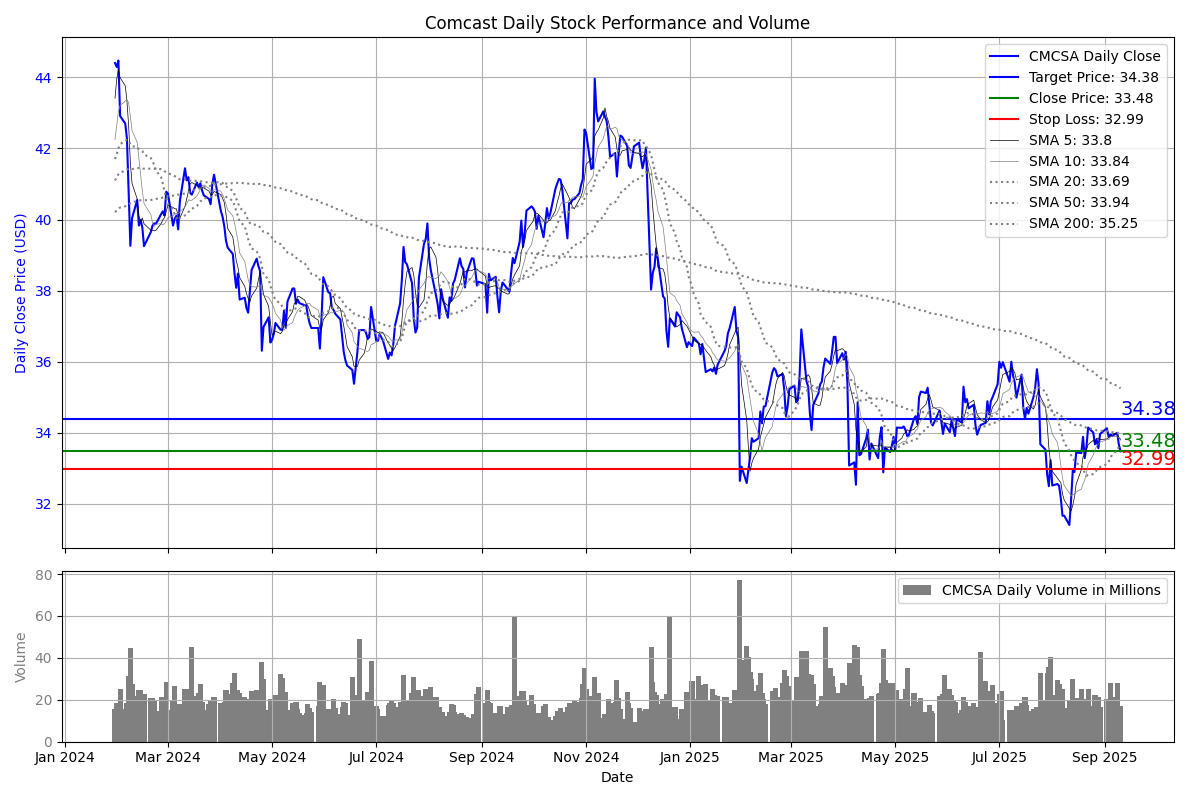 Comcast Daily Stock Performance and Volume
Daily Close Price (USD)
44
42
40
38
36
34
32
CMCSA Daily Close
Target Price: 34.38
Close Price: 33.48
Stop Loss: 32.99
SMA 5: 33.8
SMA 10: 33.84
SMA 20: 33.69
SMA 50: 33.94
SMA 200: 35.25
34.38
33.48
32.99
Volume
80
60
40
20
0
CMCSA Daily Volume in Millions
Jan 2024 Mar 2024 May 2024 Jul 2024 Sep 2024 Nov 2024 Jan 2025 Mar 2025 May 2025 Jul 2025 Sep 2025
Date